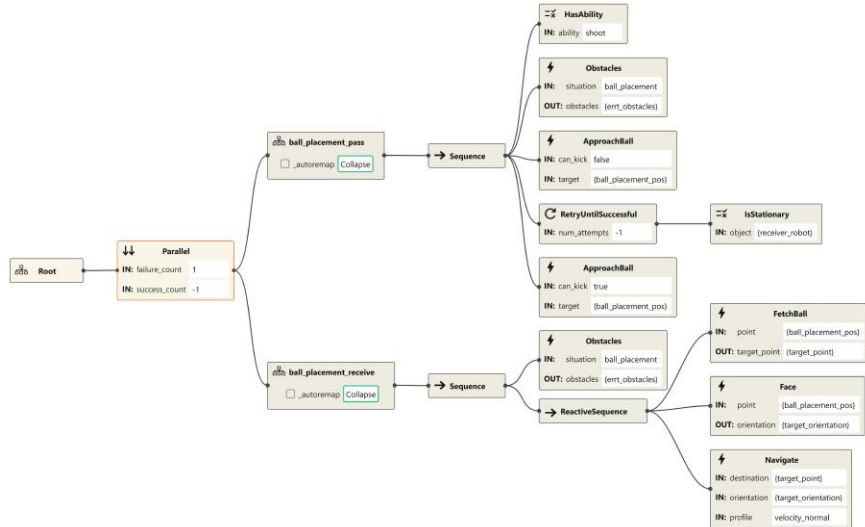 Root
Parallel
IN: failure_count 1
IN: success_count -1
ball_placement_pass
_autoremap Collapse
Sequence
HasAbility
IN: ability shoot
Obstacles
IN: situation ball_placement
OUT: obstacles {errt_obstacles}
ApproachBall
IN: can_kick false
IN: target {ball_placement_pos}
RetryUntilSuccessful
IN: num_attempts -1
IsStationary
IN: object {receiver_robot}
ApproachBall
IN: can_kick true
IN: target {ball_placement_pos}
ball_placement_receive
_autoremap Collapse
Sequence
Obstacles
IN: situation ball_placement
OUT: obstacles {errt_obstacles}
ReactiveSequence
FetchBall
IN: point {ball_placement_pos}
OUT: target_point {target_point}
Face
IN: point {ball_placement_pos}
OUT: orientation {target_orientation}
Navigate
IN: destination {target_point}
IN: orientation {target_orientation}
IN: profile velocity_normal